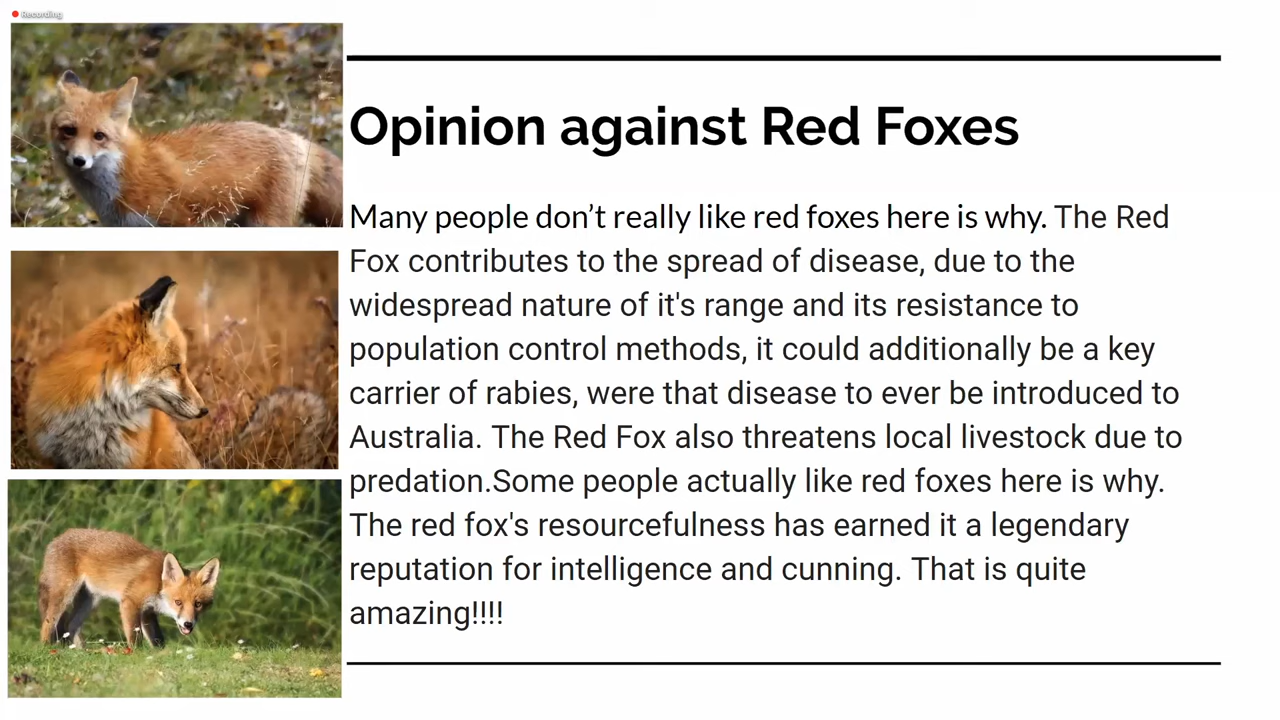 Recording
Opinion against Red Foxes
Many people don’t really like red foxes here is why. The Red
Fox contributes to the spread of disease, due to the
widespread nature of it's range and its resistance to
population control methods, it could additionally be a key
carrier of rabies, were that disease to ever be introduced to
Australia. The Red Fox also threatens local livestock due to
predation.Some people actually like red foxes here is why.
The red fox's resourcefulness has earned it a legendary
reputation for intelligence and cunning. That is quite
amazing!!!!